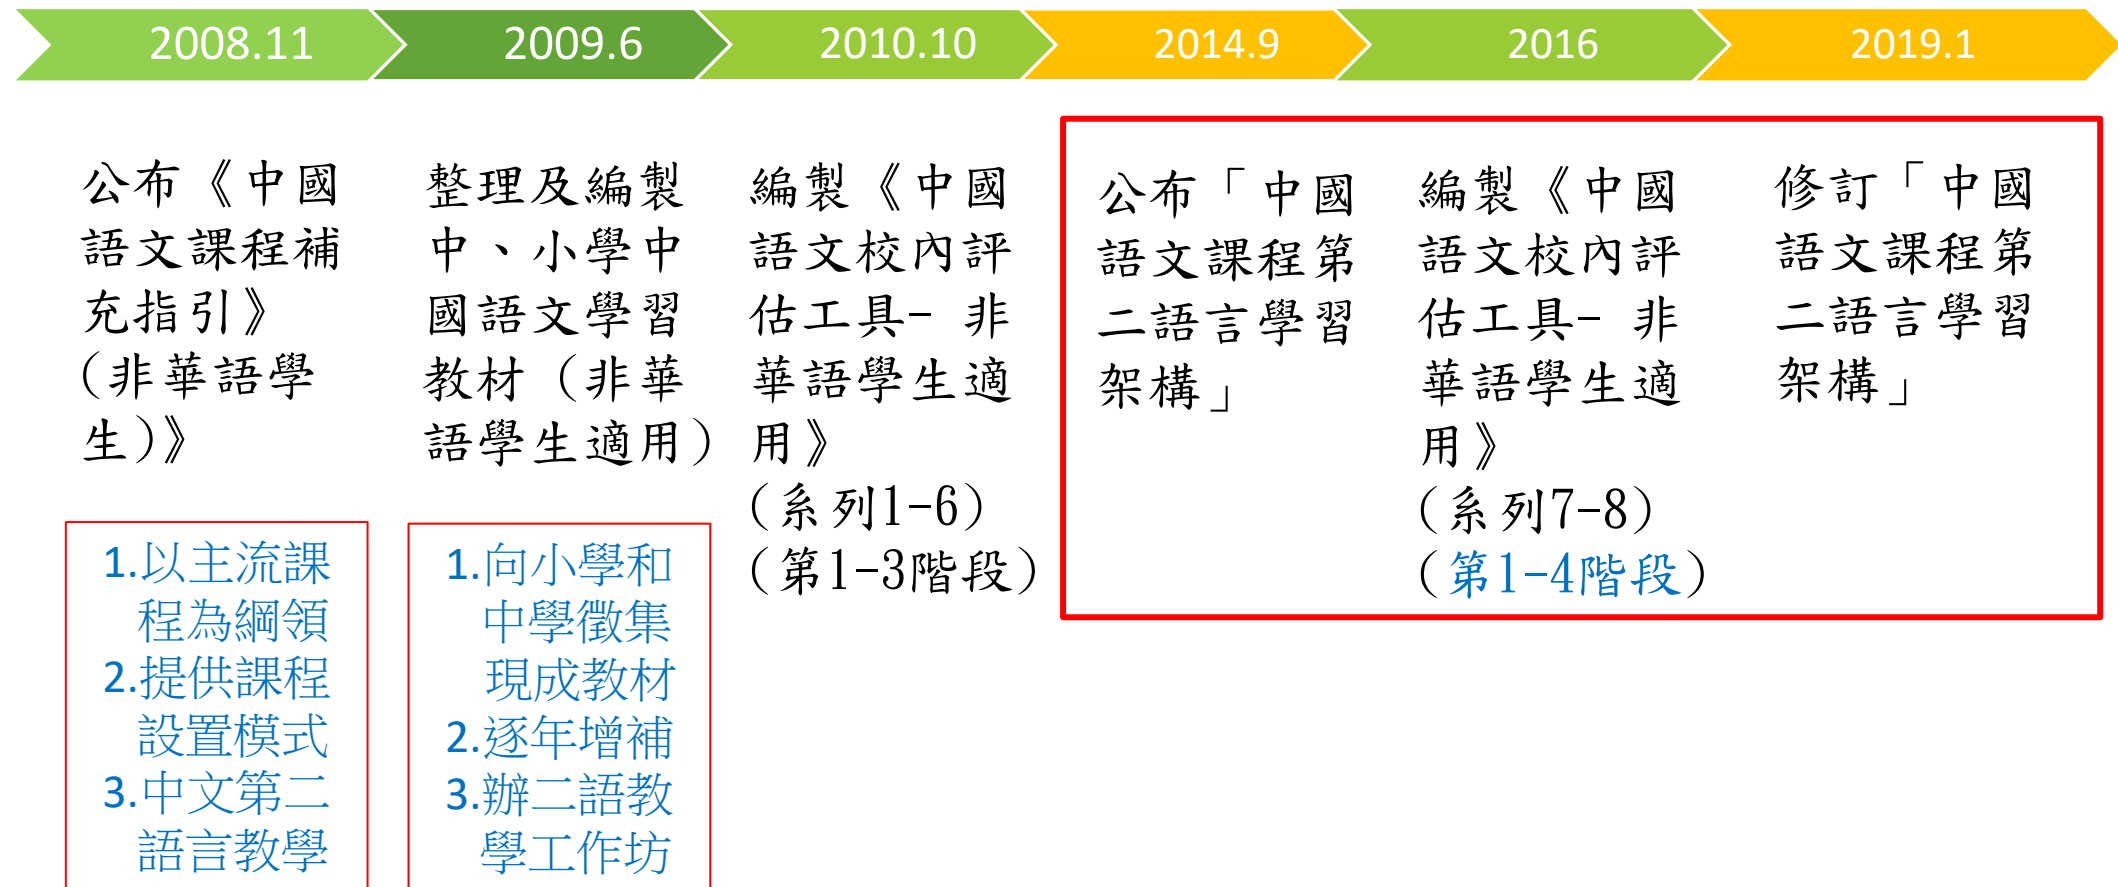 2008.11
2009.6
2010.10
2014.9
2016
2019.1
公布《中國
語文課程補
充指引》
(非華語學
生)》
1.以主流課
程為綱領
2.提供課程
設置模式
3.中文第二
語言教學
整理及編製
中、小學中
國語文學習
教材（非華
語學生適用）
1.向小學和
中學徵集
現成教材
2.逐年增補
3.辦二語教
學工作坊
編製《中國
語文校內評
估工具- 非
華語學生適
用》
（系列1-6）
（第1-3階段）
公布「中國
語文課程第
二語言學習
架構」
編製《中國
語文校內評
估工具- 非
華語學生適
用》
（系列7-8）
（第1-4階段）
修訂「中國
語文課程第
二語言學習
架構」